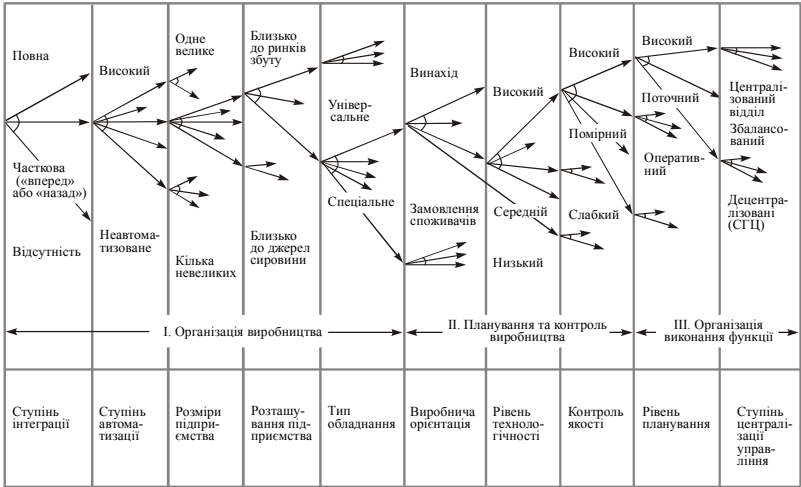 Повна
Часткова
(«вперед»
або «назад»)
Відсутність
Високий
Неавтома-
тизоване
Одне
велике
Кілька
невеликих
Близько
до ринків
збуту
Близько
до джерел
сировини
Універ-
сальне
Спеціальне
Винахід
Замовлення
споживачів
Високий
Середній
Низький
Високий
Помірний
Слабкий
Високий
Поточний
Оператив-
ний
Централі-
зований
відділ
Збалансо-
ваний
Децентра-
лізовані
(СГЦ)
I. Організація виробництва
II. Планування та контроль
виробництва
III. Організація
виконання функції
Ступінь
інтеграції
Ступінь
автома-
тизації
Розміри
підпри-
ємства
Розташу-
вання під-
приємства
Тип
обладнання
Виробнича
орієнтація
Рівень
техноло-
гічності
Контроль
якості
Рівень
планування
Ступінь
централі-
зації
управ-
ління